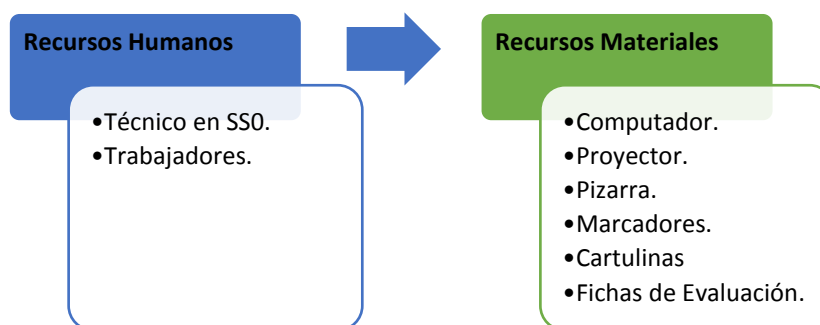 Recursos Humanos
•Técnico en SS0.
•Trabajadores.
Recursos Materiales
•Computador.
•Proyector.
•Pizarra.
•Marcadores.
•Cartulinas
•Fichas de Evaluación.